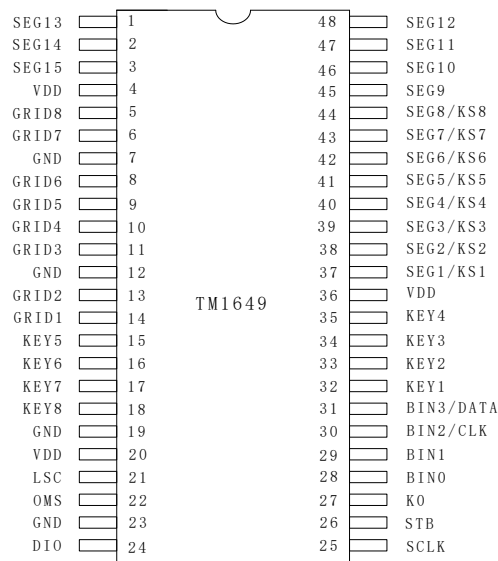 SEG13 1 48 SEG12
SEG14 2 47 SEG11
SEG15 3 46 SEG10
VDD 4 45 SEG9
GRID8 5 44 SEG8/KS8
GRID7 6 43 SEG7/KS7
GND 7 42 SEG6/KS6
GRID6 8 41 SEG5/KS5
GRID5 9 40 SEG4/KS4
GRID4 10 39 SEG3/KS3
GRID3 11 38 SEG2/KS2
GND 12 37 SEG1/KS1
GRID2 13 36 VDD
TM1649
GRID1 14 35 KEY4
KEY5 15 34 KEY3
KEY6 16 33 KEY2
KEY7 17 32 KEY1
KEY8 18 31 BIN3/DATA
GND 19 30 BIN2/CLK
VDD 20 29 BIN1
LSC 21 28 BIN0
OMS 22 27 KO
GND 23 26 STB
DIO 24 25 SCLK